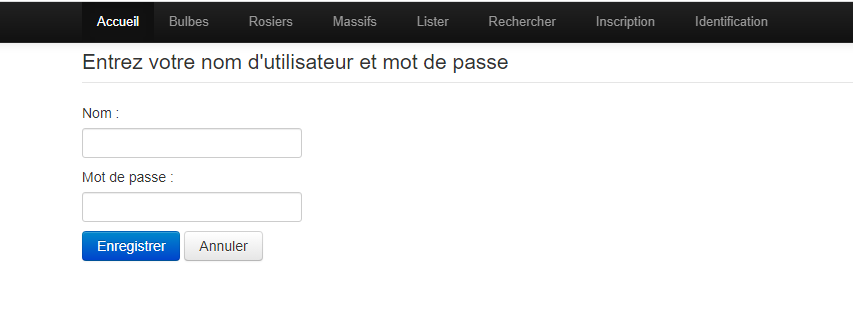 Accueil Bulbes Rosiers Massifs Lister Rechercher Inscription Identification
Entrez votre nom d'utilisateur et mot de passe
Nom :
Mot de passe :
Enregistrer Annuler